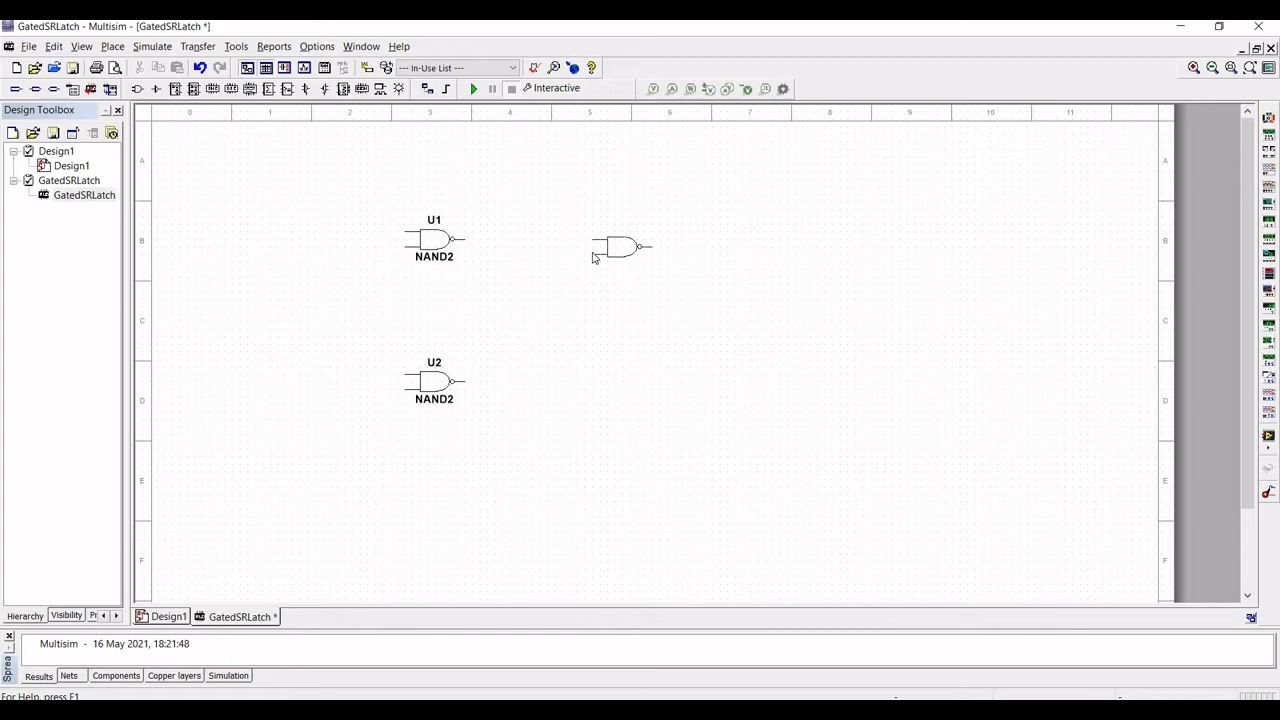 GatedSRLatch - Multisim - [GatedSRLatch *]
File Edit View Place Simulate Transfer Tools Reports Options Window Help
--- In-Use List ---
Interactive
Design Toolbox
0 1 2 3 4 5 6 7 8 9 10 11
Design1
Design1
GatedSRLatch
GatedSRLatch
A A
U1
B B
NAND2
C C
U2
D D
NAND2
E E
F F
Hierarchy Visibility Pr
Design1 GatedSRLatch *
Multisim - 16 May 2021, 18:21:48
Sprea
Results Nets Components Copper layers Simulation
For Help, press F1
- -